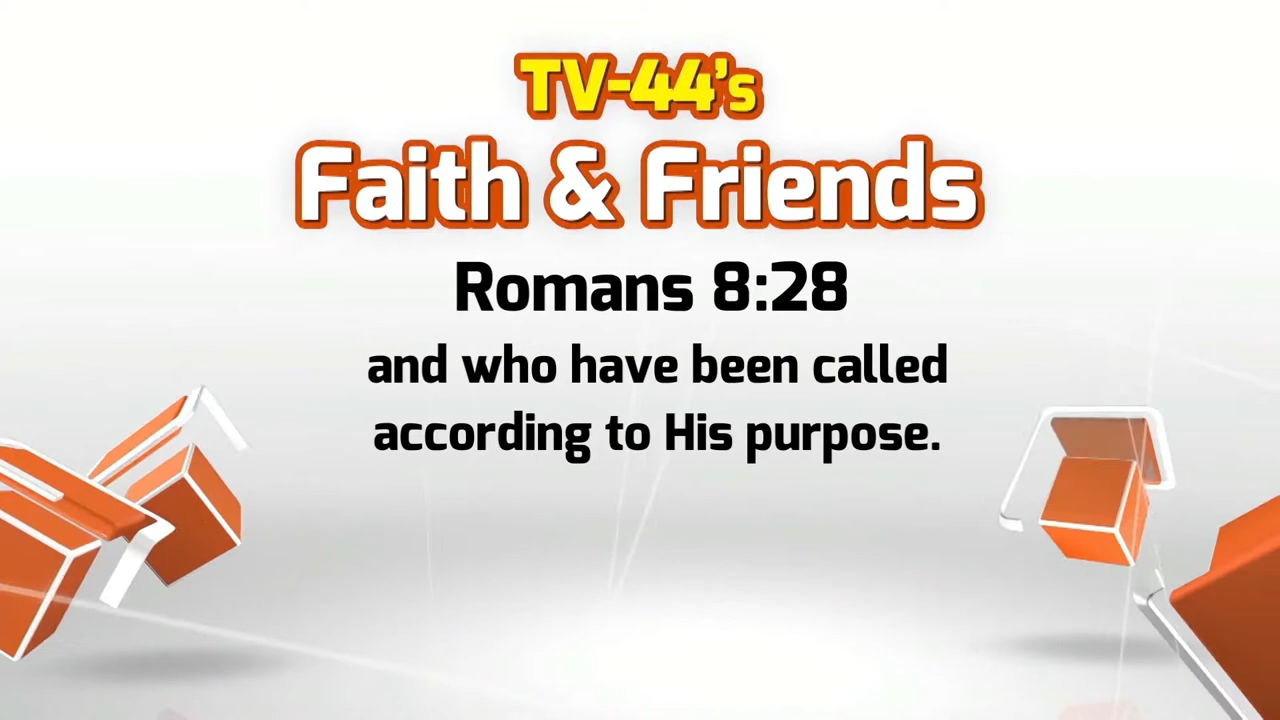 TV-44’s
Faith & Friends
Romans 8:28
and who have been called
according to His purpose.